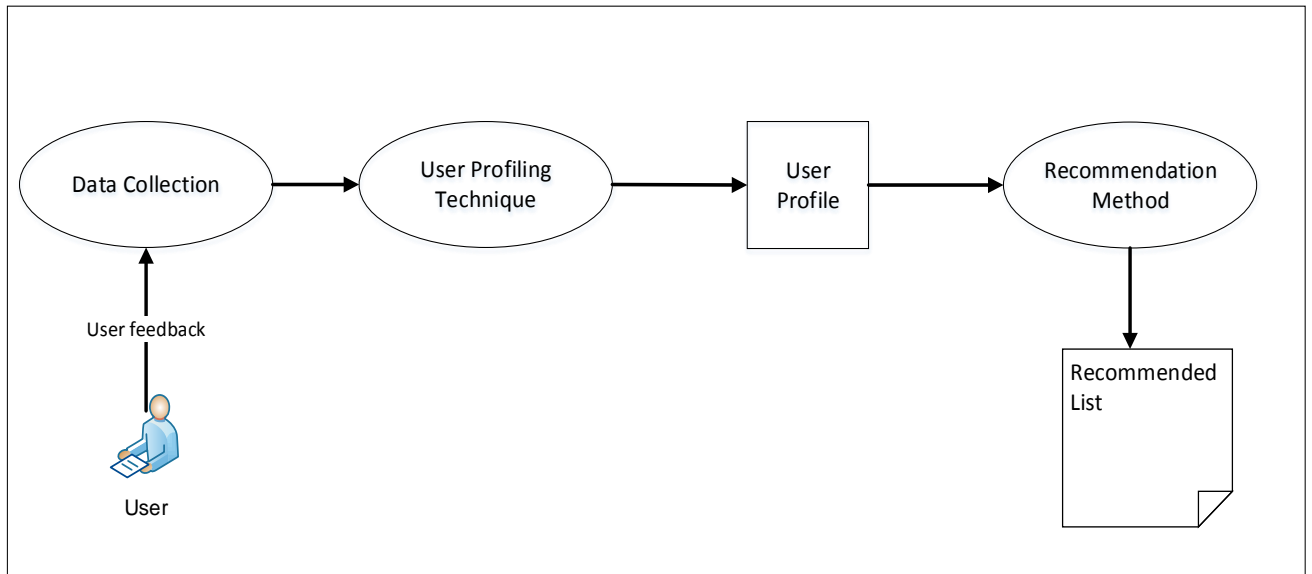 Data Collection
User Profiling
Technique
User
Profile
Recommendation
Method
User feedback
Recommended
List
User